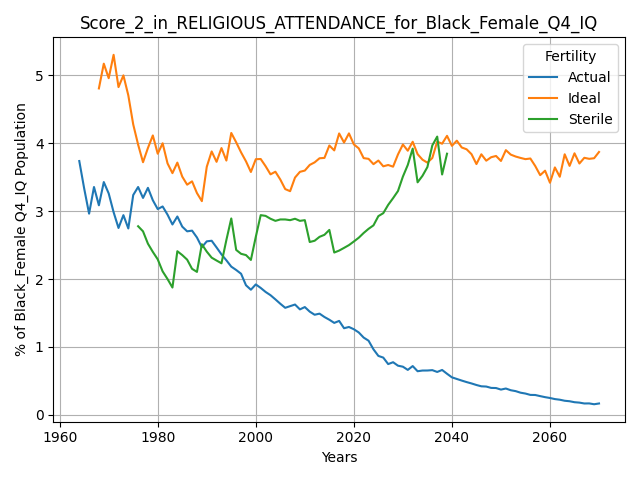 Score_2_in_RELIGIOUS_ATTENDANCE_for_Black_Female_Q4_IQ
% of Black_Female Q4_IQ Population
5
4
3
2
1
0
1960
1980
2000
2020
2040
2060
Years
Fertility
Actual
Ideal
Sterile